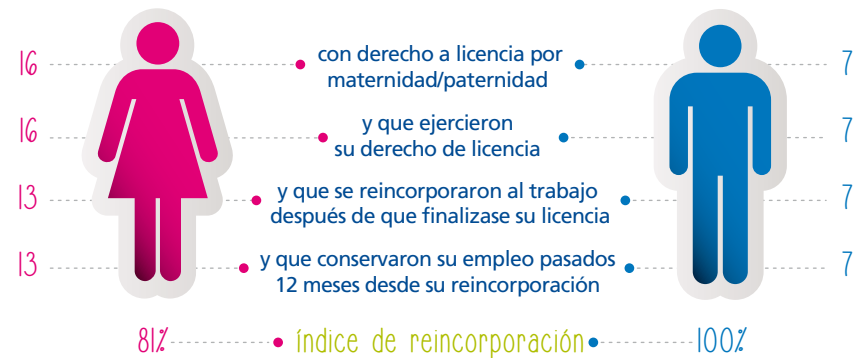 16 con derecho a licencia por 7
maternidad/paternidad
16 y que ejercieron 7
su derecho de licencia
13 y que se reincorporaron al trabajo 7
después de que finalizase su licencia
13 y que conservaron su empleo pasados 7
12 meses desde su reincorporación
81% índice de reincorporación 100%